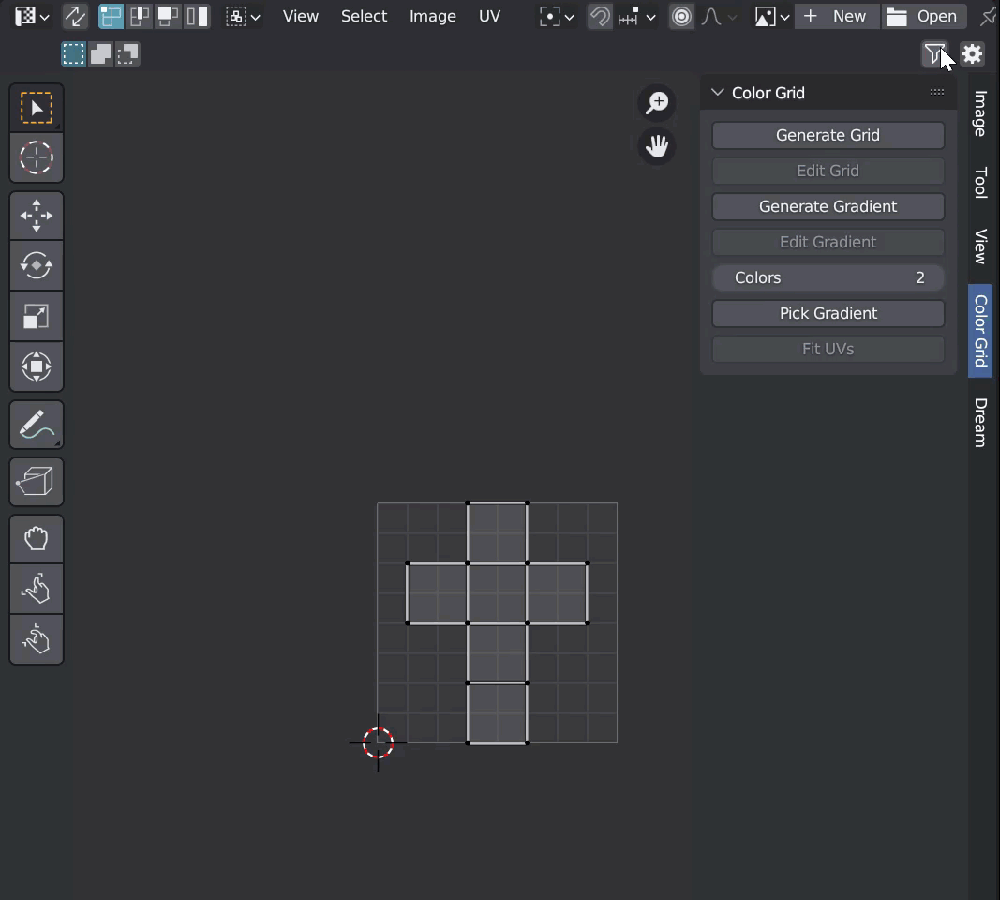 View Select Image UV New Open
Color Grid
Generate Grid
Edit Grid
Generate Gradient
Edit Gradient
Colors 2
Pick Gradient
Fit UVs
Image
Tool
View
Color Grid
Dream